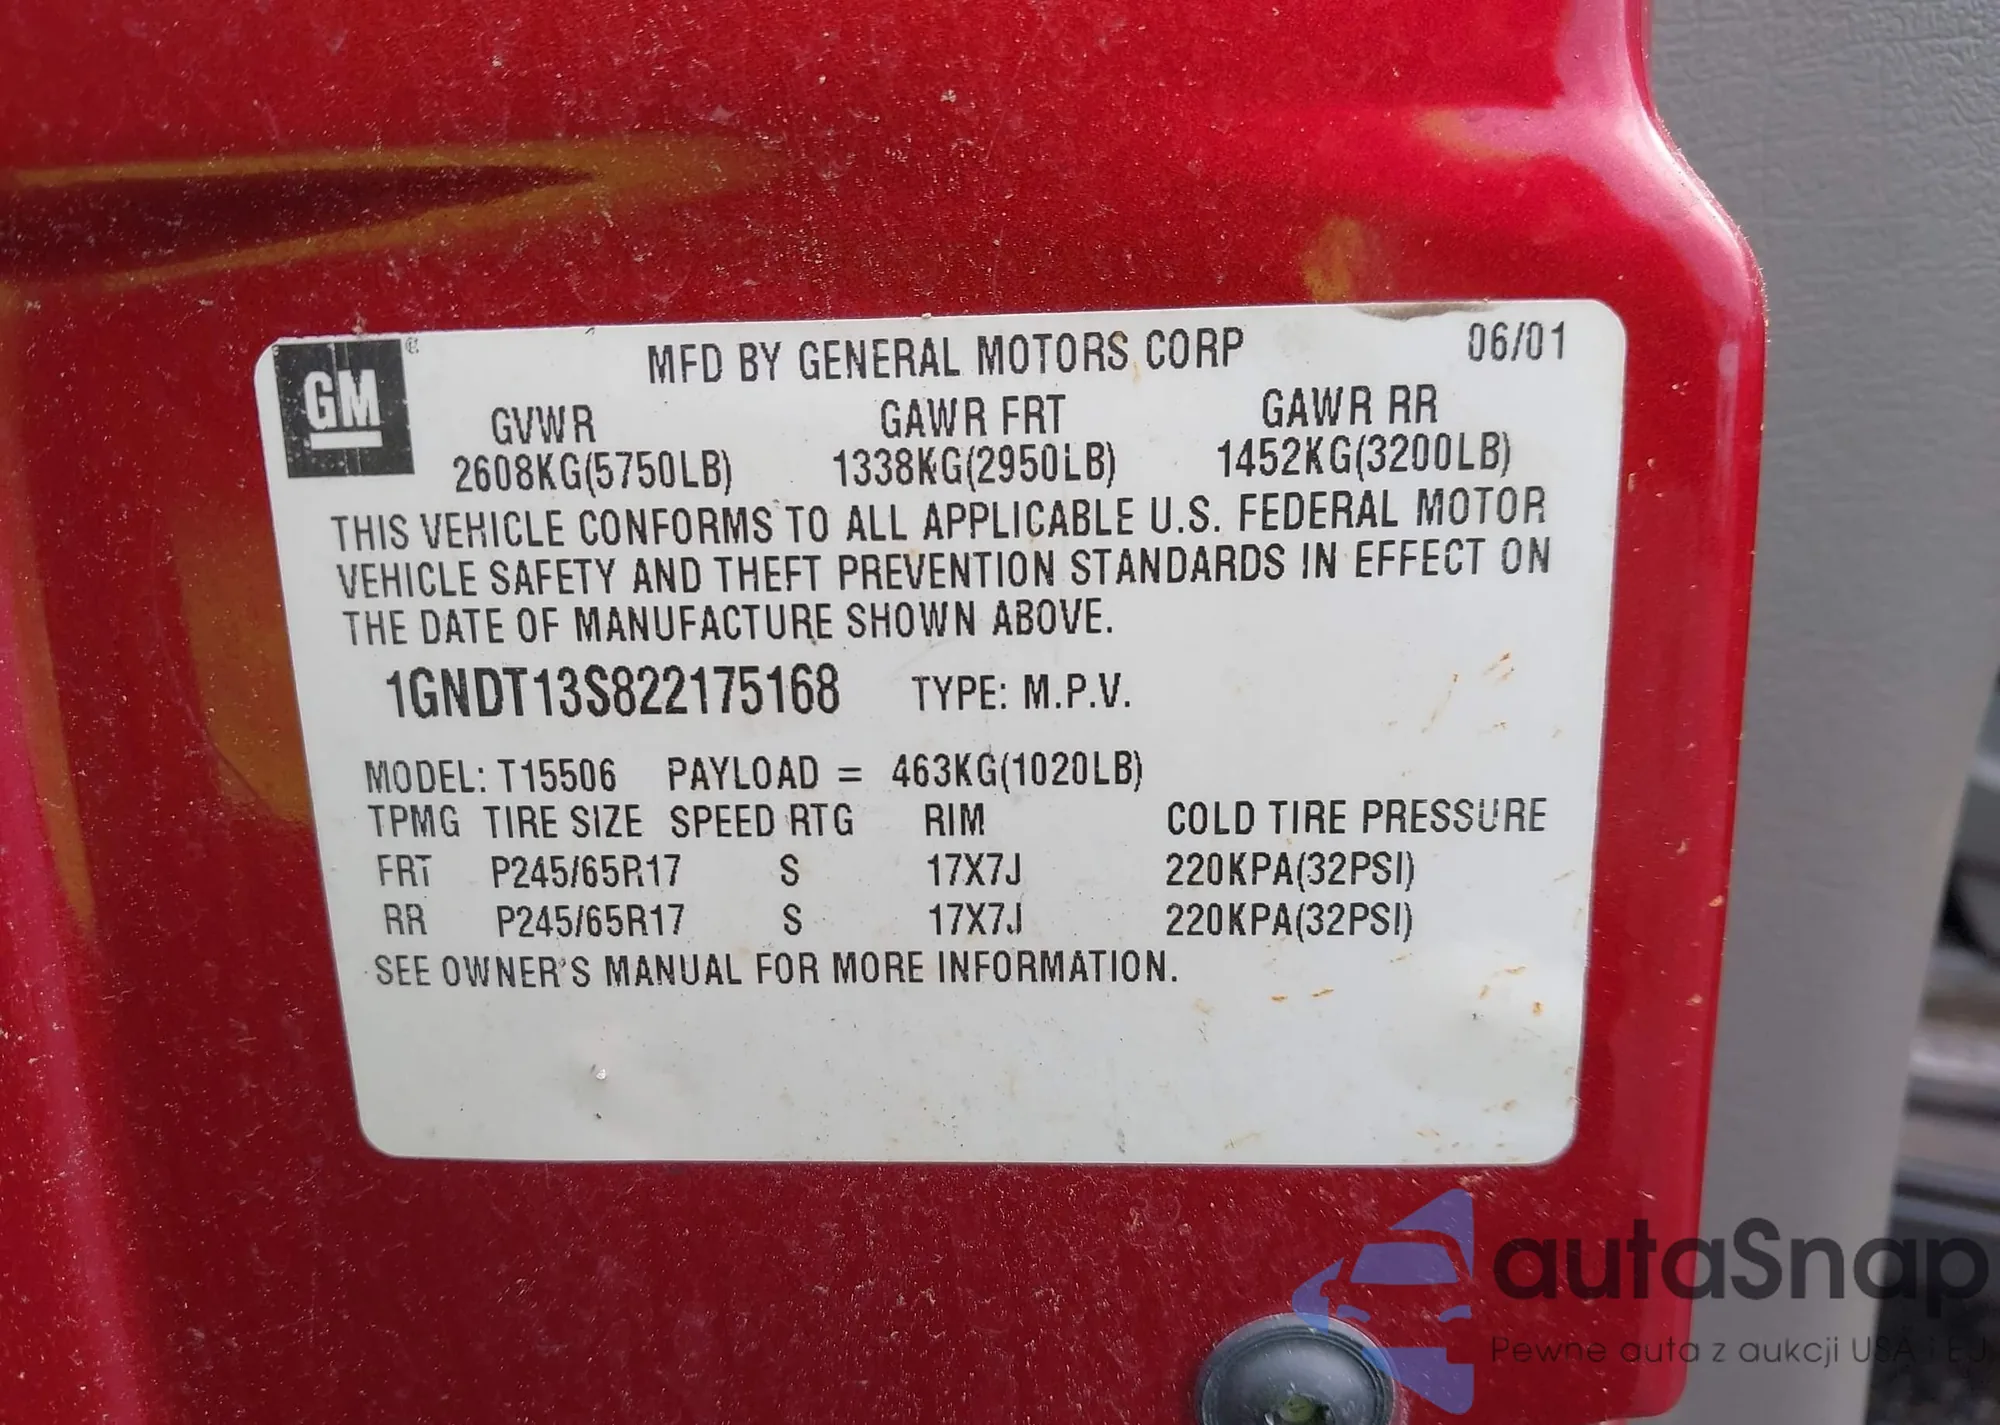 GM
MFD BY GENERAL MOTORS CORP 06/01
GVWR GAWR FRT GAWR RR
2608KG(5750LB) 1338KG(2950LB) 1452KG(3200LB)
THIS VEHICLE CONFORMS TO ALL APPLICABLE U.S. FEDERAL MOTOR
VEHICLE SAFETY AND THEFT PREVENTION STANDARDS IN EFFECT ON
THE DATE OF MANUFACTURE SHOWN ABOVE.
1GNDT13S822175168 TYPE: M.P.V.
MODEL: T15506 PAYLOAD = 463KG(1020LB)
TPMG TIRE SIZE SPEED RTG RIM COLD TIRE PRESSURE
FRT P245/65R17 S 17X7J 220KPA(32PSI)
RR P245/65R17 S 17X7J 220KPA(32PSI)
SEE OWNER'S MANUAL FOR MORE INFORMATION.
autaSnap
Pewne auta z aukcji USA i EU